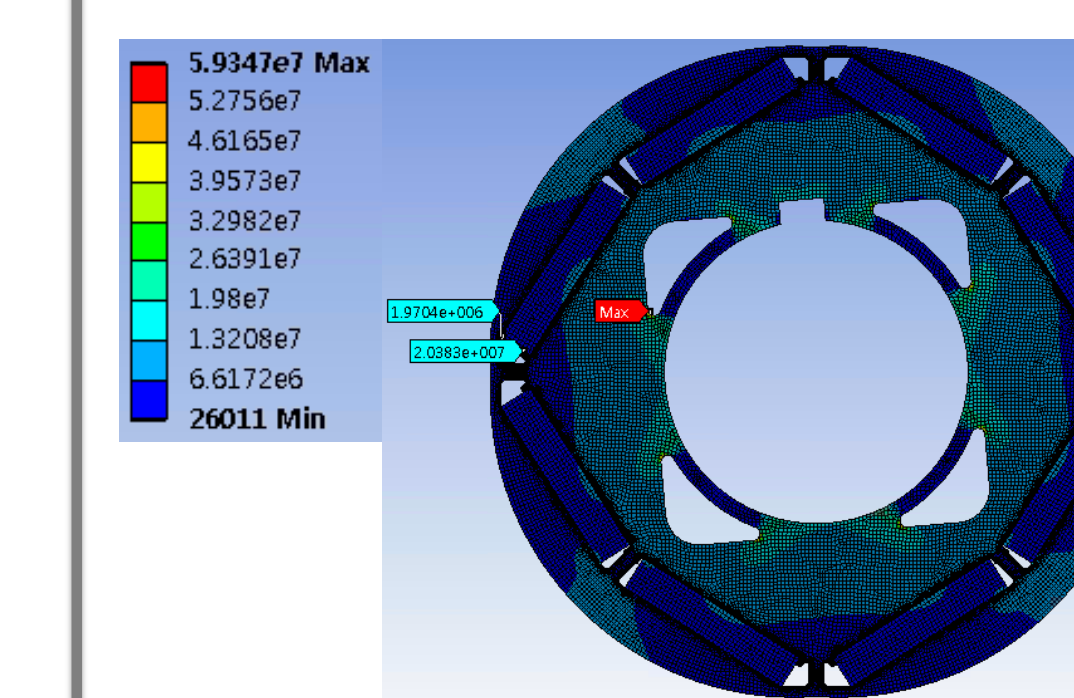 5.9347e7 Max
5.2756e7
4.6165e7
3.9573e7
3.2982e7
2.6391e7
1.98e7
1.3208e7
6.6172e6
26011 Min
1.9704e+006
Max
2.0383e+007